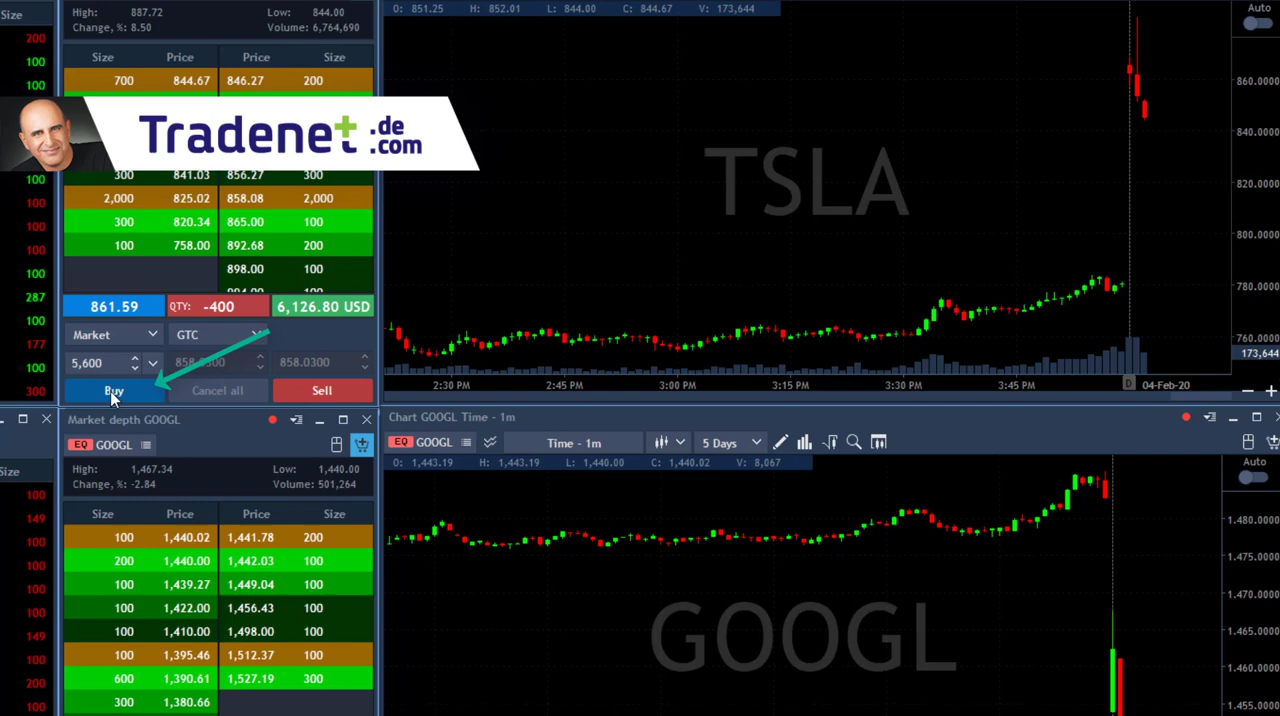 Size
200
100
100
100
100
100
100
100
287
100
177
100
300
High: 887.72 Low: 844.00
Change, %: 8.50 Volume: 6,764,690
Size Price Price Size
700 844.67 846.27 200
Tradenet .de .com
300 841.03 856.27 300
2,000 825.02 858.08 2,000
300 820.34 865.00 100
100 758.00 892.68 200
898.00 100
861.59 QTY: -400 6,126.80 USD
Market GTC
5,600 858.0300 858.0300
Buy Cancel all Sell
O: 851.25 H: 852.01 L: 844.00 C: 844.67 V: 173,644
Auto
TSLA
860.0000
840.0000
820.0000
800.0000
780.0000
760.0000
173,644
2:30 PM 2:45 PM 3:00 PM 3:15 PM 3:30 PM 3:45 PM D 04-Feb-20
Size
100
149
100
100
100
100
149
100
200
100
Market depth GOOGL
EQ GOOGL
High: 1,467.34 Low: 1,440.00
Change, %: -2.84 Volume: 501,264
Size Price Price Size
100 1,440.02 1,441.78 200
200 1,440.00 1,442.03 100
100 1,439.27 1,449.04 100
100 1,422.00 1,456.43 100
100 1,410.00 1,498.00 100
100 1,395.46 1,512.37 100
600 1,390.61 1,527.19 300
300 1,380.66
Chart GOOGL Time - 1m
EQ GOOGL Time - 1m 5 Days
O: 1,443.19 H: 1,443.19 L: 1,440.00 C: 1,440.02 V: 8,067
Auto
GOOGL
1,480.0000
1,475.0000
1,470.0000
1,465.0000
1,460.0000
1,455.0000